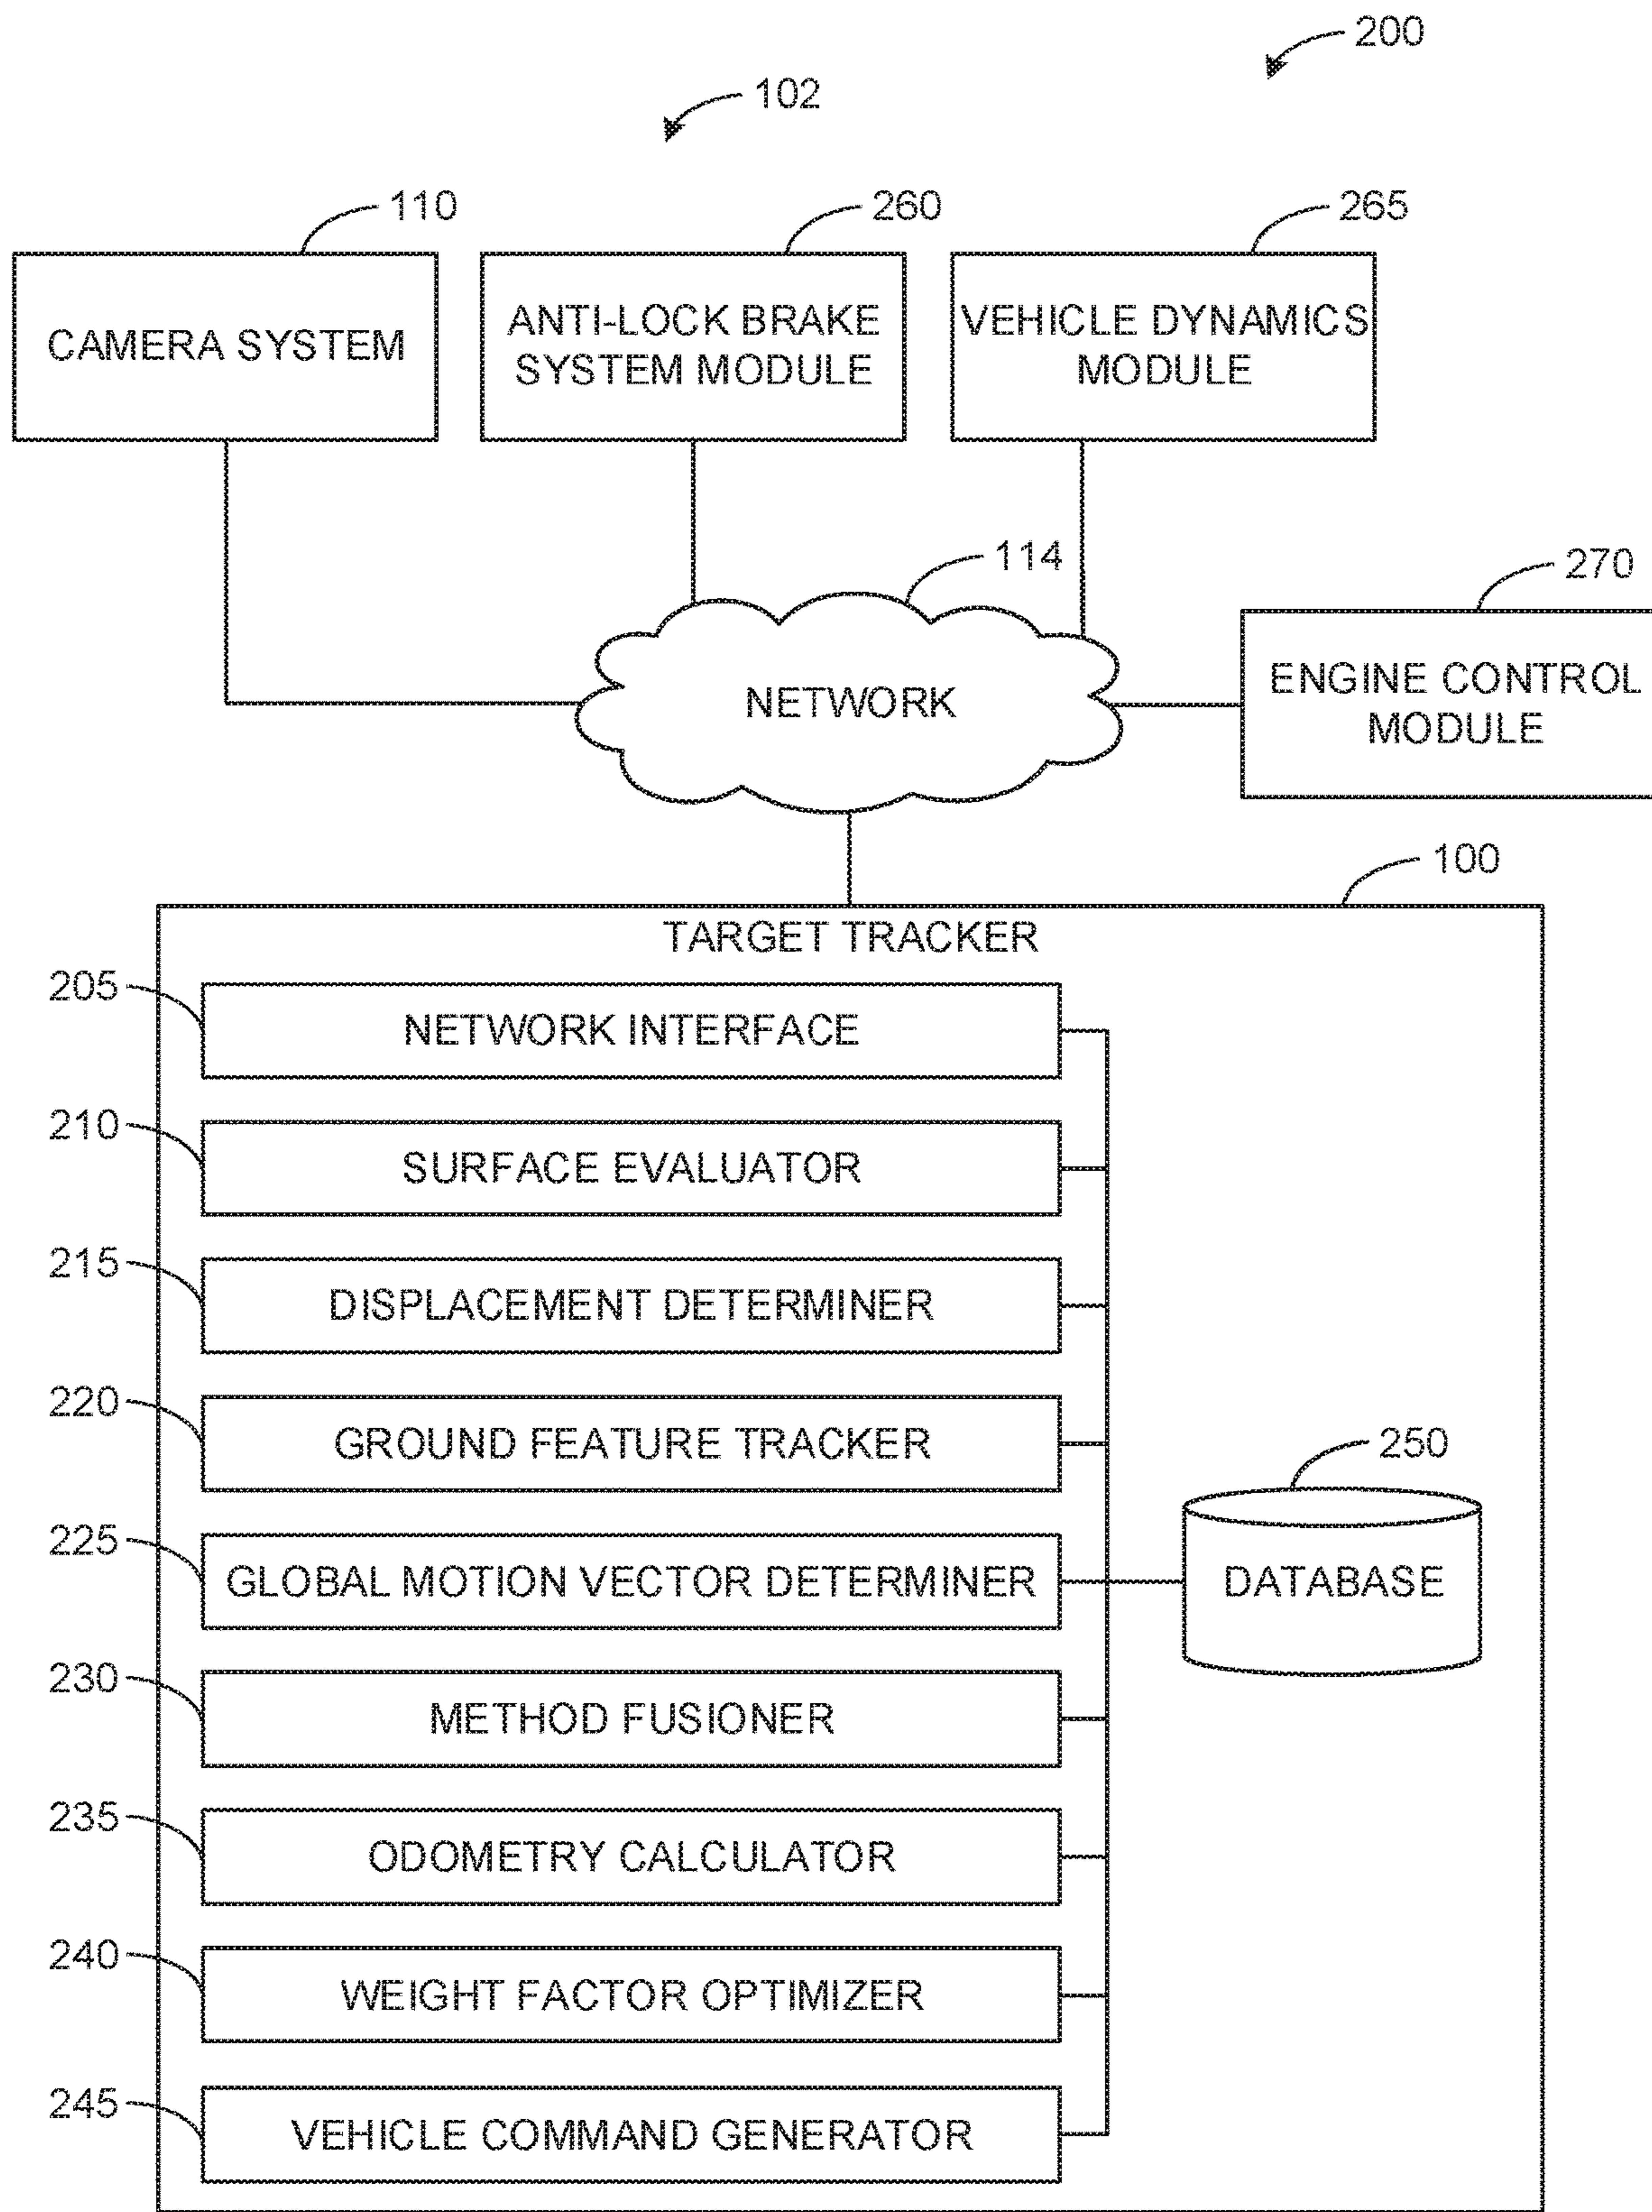 200
102
110
260
265
CAMERA SYSTEM
ANTI-LOCK BRAKE
SYSTEM MODULE
VEHICLE DYNAMICS
MODULE
114
270
NETWORK
ENGINE CONTROL
MODULE
100
TARGET TRACKER
205
NETWORK INTERFACE
210
SURFACE EVALUATOR
215
DISPLACEMENT DETERMINER
220
GROUND FEATURE TRACKER
250
225
GLOBAL MOTION VECTOR DETERMINER
DATABASE
230
METHOD FUSIONER
235
ODOMETRY CALCULATOR
240
WEIGHT FACTOR OPTIMIZER
245
VEHICLE COMMAND GENERATOR